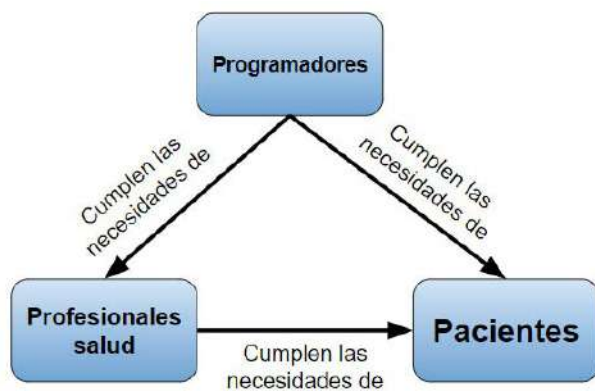 Programadores
Cumplen las
necesidades de
Cumplen las
necesidades de
Profesionales
salud
Cumplen las
necesidades de
Pacientes